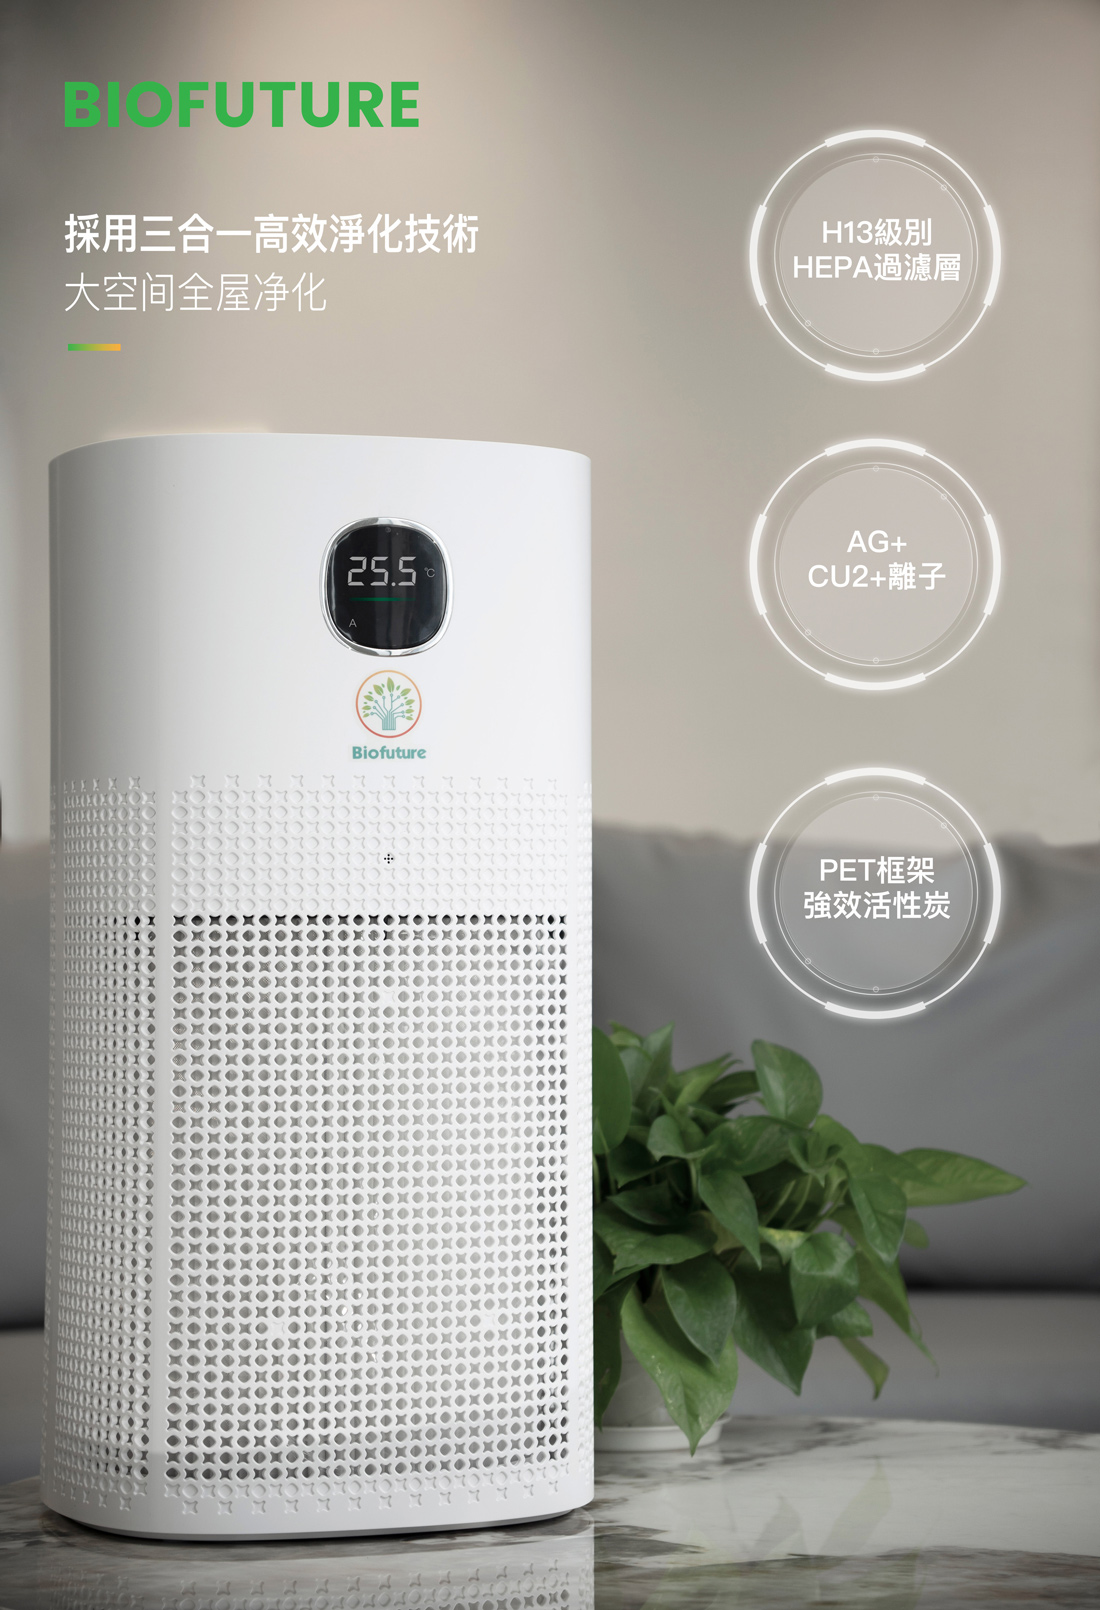 BIOFUTURE
採用三合一高效淨化技術
大空间全屋净化
H13級別
HEPA過濾層
AG+
CU2+離子
PET框架
強效活性炭
25.5 °C
A
Biofuture